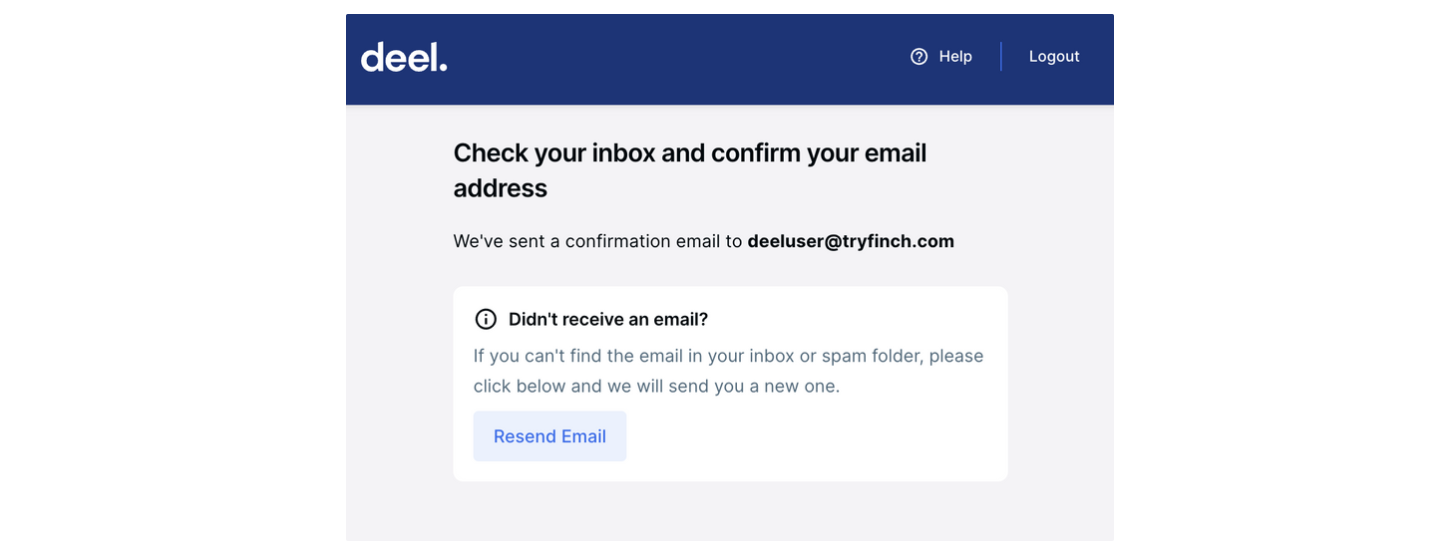 deel.
Help
Logout
Check your inbox and confirm your email
address
We've sent a confirmation email to deeluser@tryfinch.com
Didn't receive an email?
If you can't find the email in your inbox or spam folder, please
click below and we will send you a new one.
Resend Email